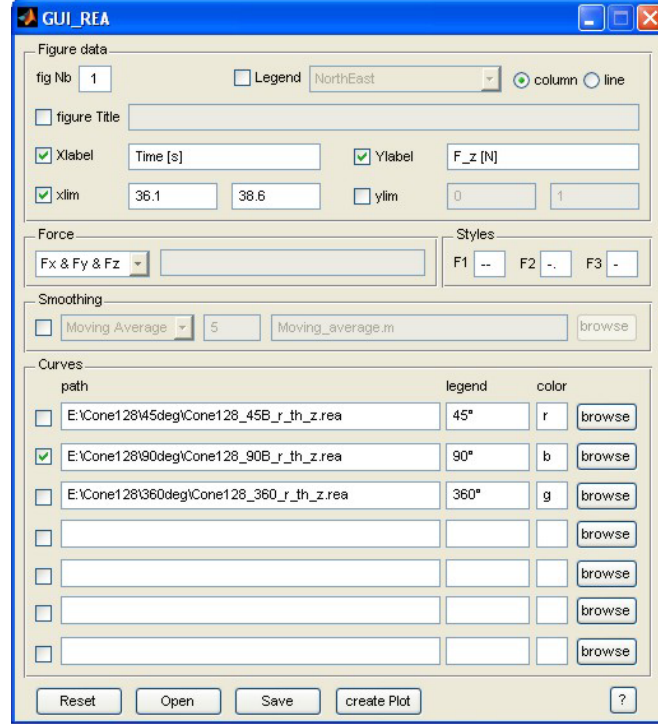 GUI_REA
Figure data
fig Nb 1 Legend NorthEast column line
figure Title
Xlabel Time [s] Ylabel F_z [N]
xlim 36.1 38.6 ylim 0 1
Force Styles
Fx & Fy & Fz F1 -- F2 -. F3 -
Smoothing
Moving Average 5 Moving_average.m browse
Curves
path legend color
E:\Cone128\45deg\Cone128_45B_r_th_z.rea 45° r browse
E:\Cone128\90deg\Cone128_90B_r_th_z.rea 90° b browse
E:\Cone128\360deg\Cone128_360_r_th_z.rea 360° g browse
browse
browse
browse
browse
Reset Open Save create Plot ?